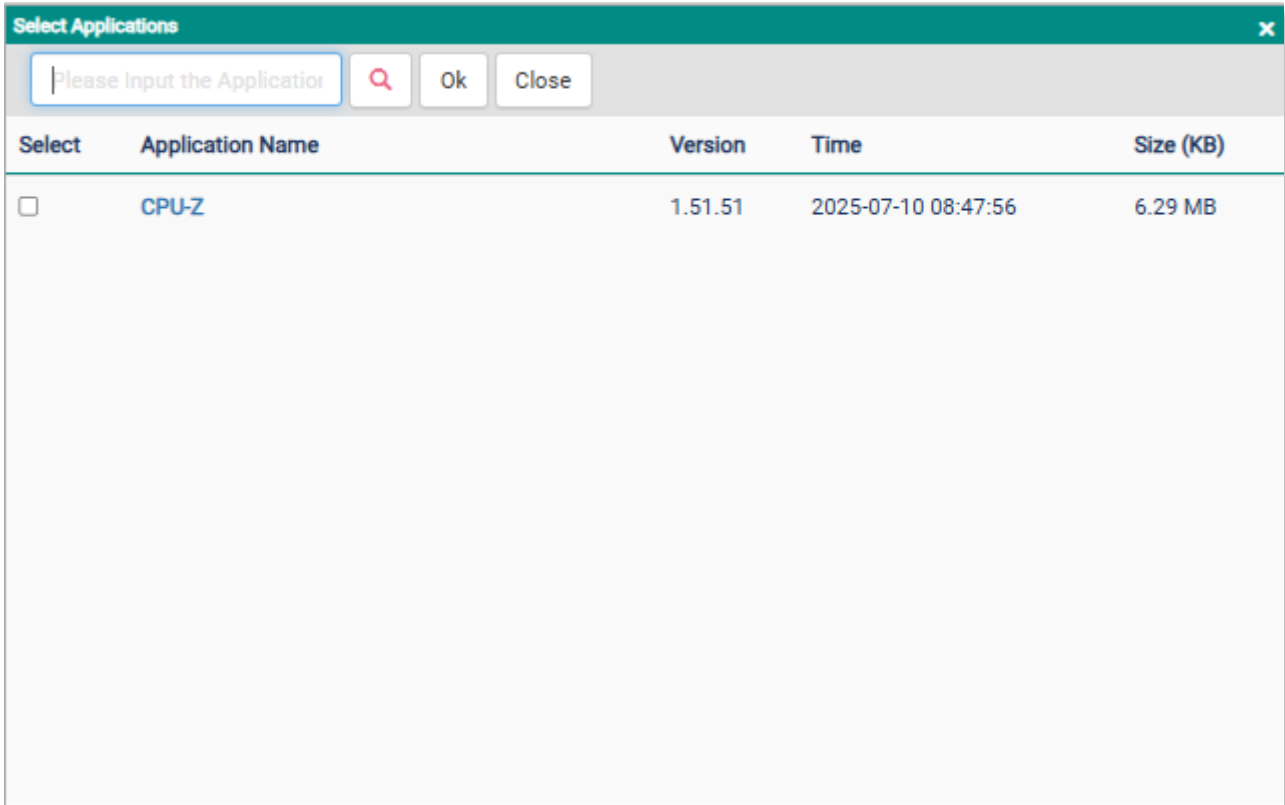 Select Applications
Please Input the Application Ok Close
Select Application Name Version Time Size (KB)
CPU-Z 1.51.51 2025-07-10 08:47:56 6.29 MB